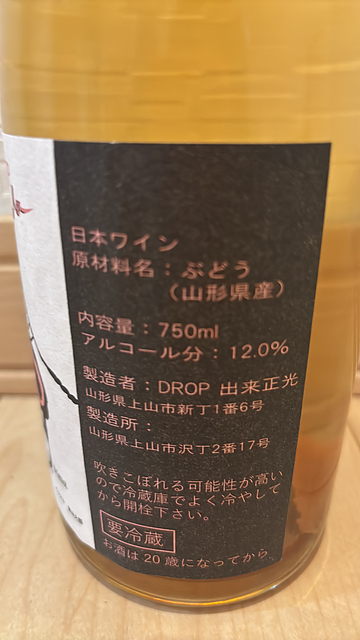 日本ワイン
原材料名：ぶどう
（山形県産）
内容量：750ml
アルコール分：12.0%
製造者：DROP 出来正光
山形県上山市新丁1番6号
製造所：
山形県上山市沢丁2番17号
吹きこぼれる可能性が高い
ので冷蔵庫でよく冷やして
から開栓下さい。
要冷蔵
お酒は20歳になってから